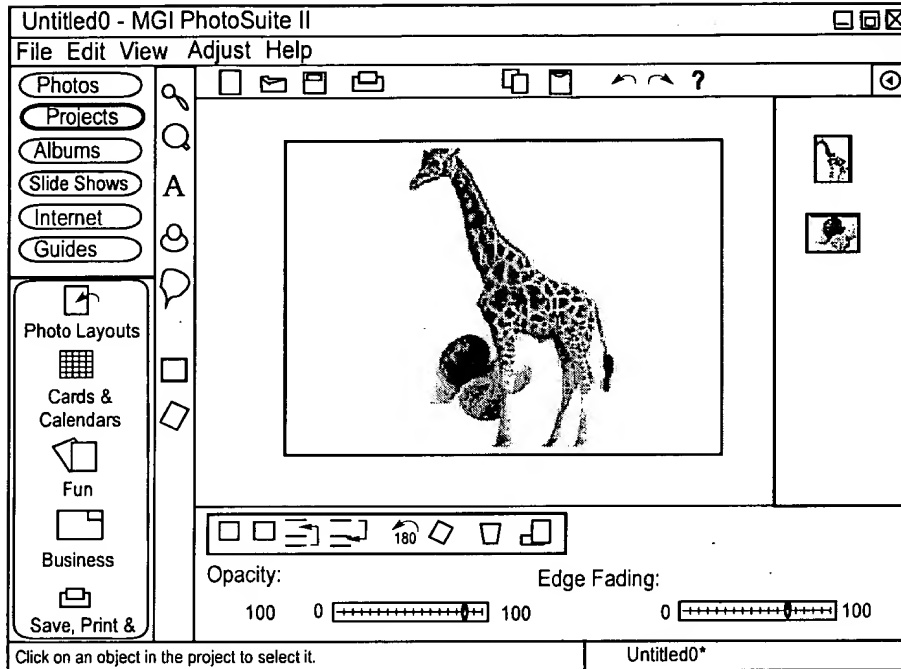 Untitled0 - MGI PhotoSuite II
File Edit View Adjust Help
Photos
Projects
Albums
Slide Shows
Internet
Guides
A
?
Photo Layouts
Cards &
Calendars
Fun
Business
Save, Print &
180
Opacity:
100 0 100
Edge Fading:
0 100
Click on an object in the project to select it.
Untitled0*